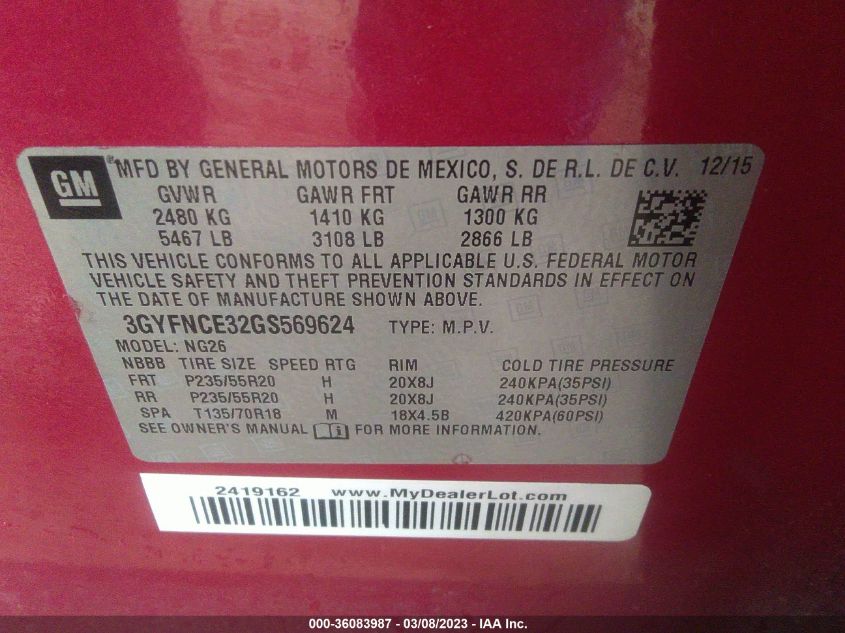 GM ® MFD BY GENERAL MOTORS DE MEXICO, S. DE R.L. DE C.V. 12/15
GVWR GAWR FRT GAWR RR
2480 KG 1410 KG 1300 KG
5467 LB 3108 LB 2866 LB
THIS VEHICLE CONFORMS TO ALL APPLICABLE U.S. FEDERAL MOTOR
VEHICLE SAFETY AND THEFT PREVENTION STANDARDS IN EFFECT ON
THE DATE OF MANUFACTURE SHOWN ABOVE.
3GYFNCE32GS569624 TYPE: M.P.V.
MODEL: NG26
NBBB TIRE SIZE SPEED RTG RIM COLD TIRE PRESSURE
FRT P235/55R20 H 20X8J 240KPA(35PSI)
RR P235/55R20 H 20X8J 240KPA(35PSI)
SPA T135/70R18 M 18X4.5B 420KPA(60PSI)
SEE OWNER'S MANUAL FOR MORE INFORMATION.
2419162 www.MyDealerLot.com
000-36083987 - 03/08/2023 - IAA Inc.